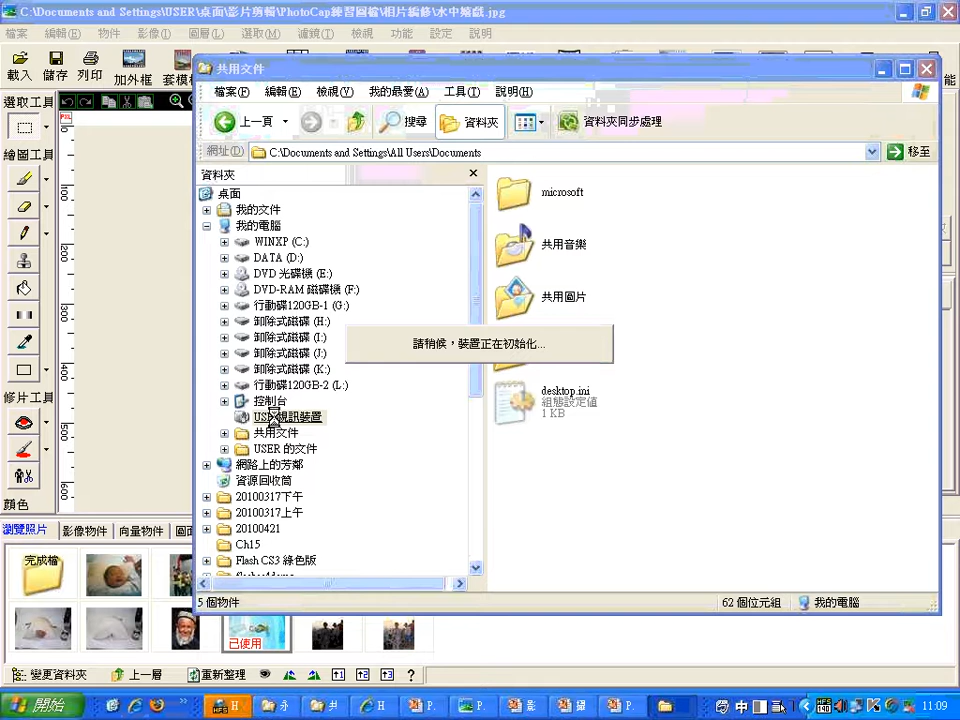 C:\Documents and Settings\USER\桌面\影片剪輯\PhotoCap練習圖檔\相片編修\水中嬉戲.jpg
檔案 編輯(E) 物件 影像(I) 圖層(L) 選取(M) 濾鏡(T) 檢視 功能 設定 說明
載入 儲存 列印 加外框 套模 能
選取工具
繪圖工具
修片工具
顏色
共用文件
檔案(F) 編輯(E) 檢視(V) 我的最愛(A) 工具(T) 說明(H)
上一頁 搜尋 資料夾 資料夾同步處理
網址(D) C:\Documents and Settings\All Users\Documents 移至
資料夾
桌面
我的文件
我的電腦
WINXP (C:)
DATA (D:)
DVD 光碟機 (E:)
DVD-RAM 磁碟機 (F:)
行動碟120GB-1 (G:)
卸除式磁碟 (H:)
卸除式磁碟 (I:)
卸除式磁碟 (J:)
卸除式磁碟 (K:)
行動碟120GB-2 (L:)
控制台
USB 視訊裝置
共用文件
USER 的文件
網路上的芳鄰
資源回收筒
20100317下午
20100317上午
20100421
Ch15
Flash CS3 綠色版
microsoft
共用音樂
共用圖片
請稍候，裝置正在初始化...
desktop.ini
組態設定值
1 KB
5 個物件 62 個位元組 我的電腦
瀏覽照片 影像物件 向量物件
完成檔
已使用
變更資料夾 上一層 重新整理
開始 H 永 共 H P. P. 影 P. 中 11:09